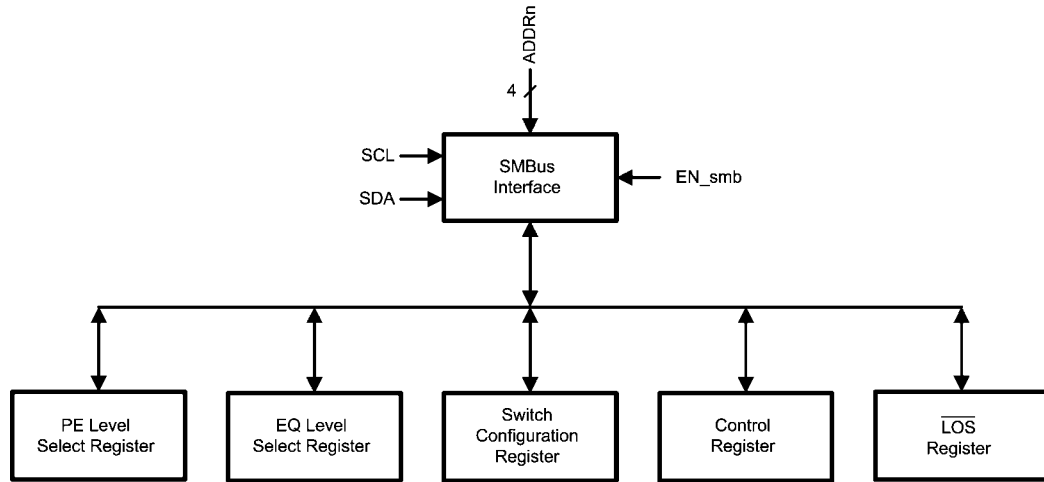 ADDRn
4
SCL
SDA
SMBus
Interface
EN_smb
PE Level
Select Register
EQ Level
Select Register
Switch
Configuration
Register
Control
Register
L̅O̅S̅
Register